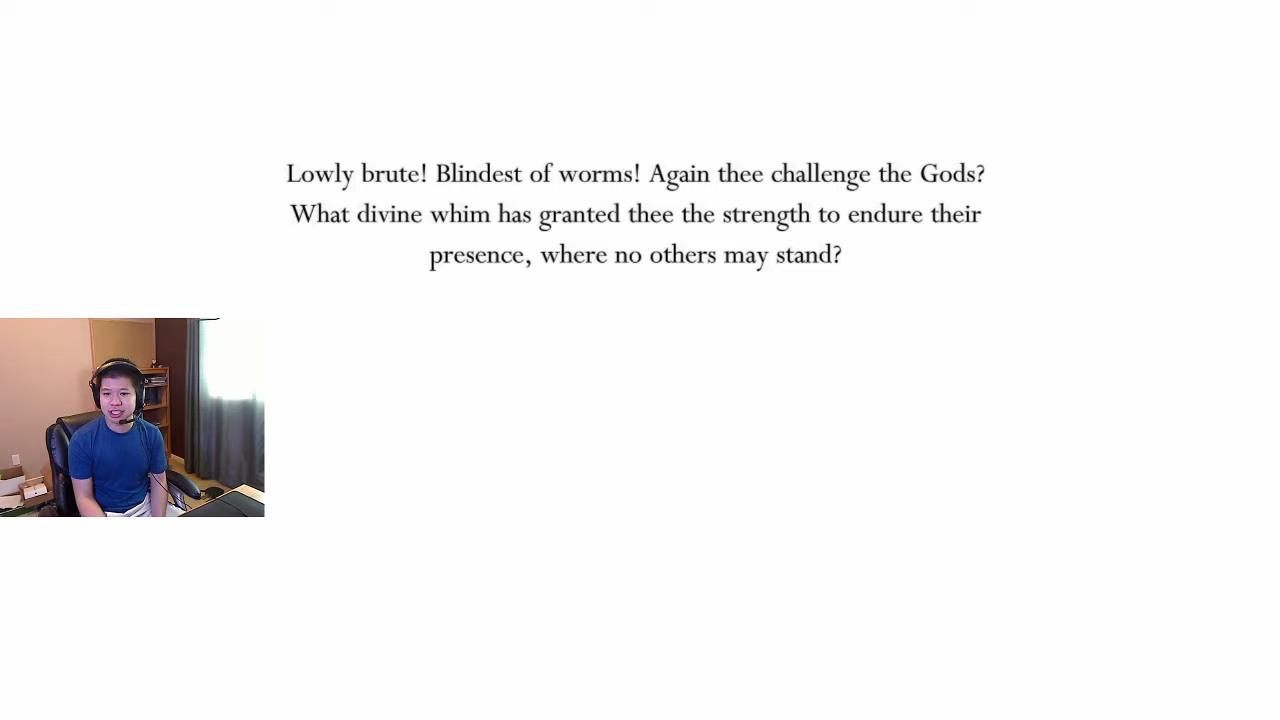 Lowly brute! Blindest of worms! Again thee challenge the Gods?
What divine whim has granted thee the strength to endure their
presence, where no others may stand?